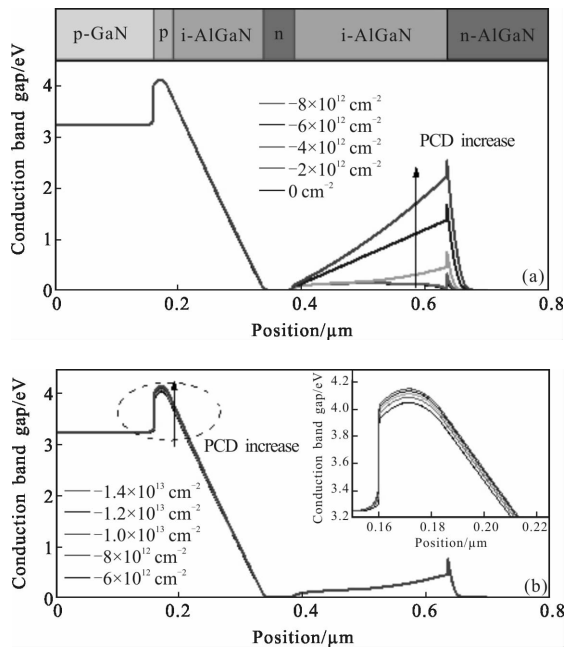 p-GaN p i-AlGaN n i-AlGaN n-AlGaN
Conduction band gap/eV
4
3
2
1
0
−8×10¹² cm⁻²
−6×10¹² cm⁻²
−4×10¹² cm⁻²
−2×10¹² cm⁻²
0 cm⁻²
PCD increase
(a)
0 0.2 0.4 0.6 0.8
Position/μm
Conduction band gap/eV
4
3
2
1
0
PCD increase
−1.4×10¹³ cm⁻²
−1.2×10¹³ cm⁻²
−1.0×10¹³ cm⁻²
−8×10¹² cm⁻²
−6×10¹² cm⁻²
Conduction band gap/eV
4.2
4.0
3.8
3.6
3.4
3.2
0.16 0.18 0.20 0.22
Position/μm
(b)
0 0.2 0.4 0.6 0.8
Position/μm